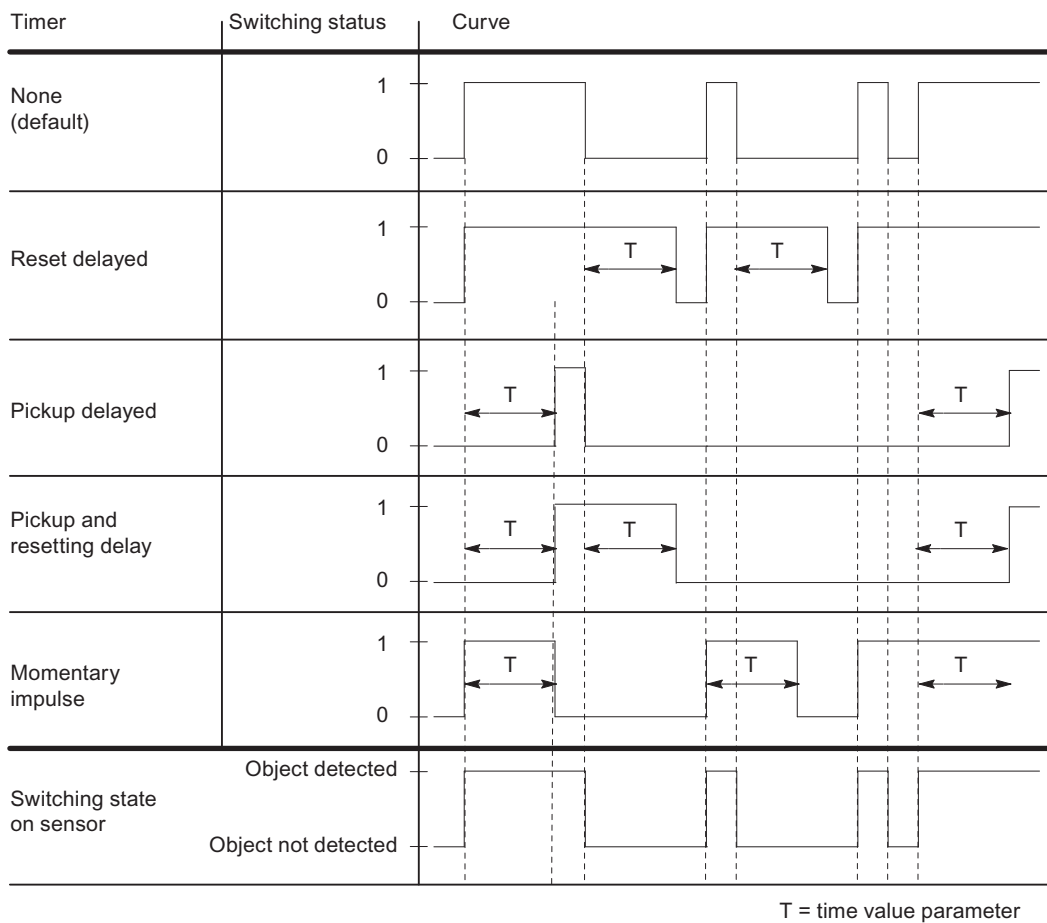 Timer Switching status Curve
None
(default)
1
0
Reset delayed
1
0
T T
Pickup delayed
1
0
T T
Pickup and
resetting delay
1
0
T T T
Momentary
impulse
1
0
T T T
Switching state
on sensor
Object detected
Object not detected
T = time value parameter